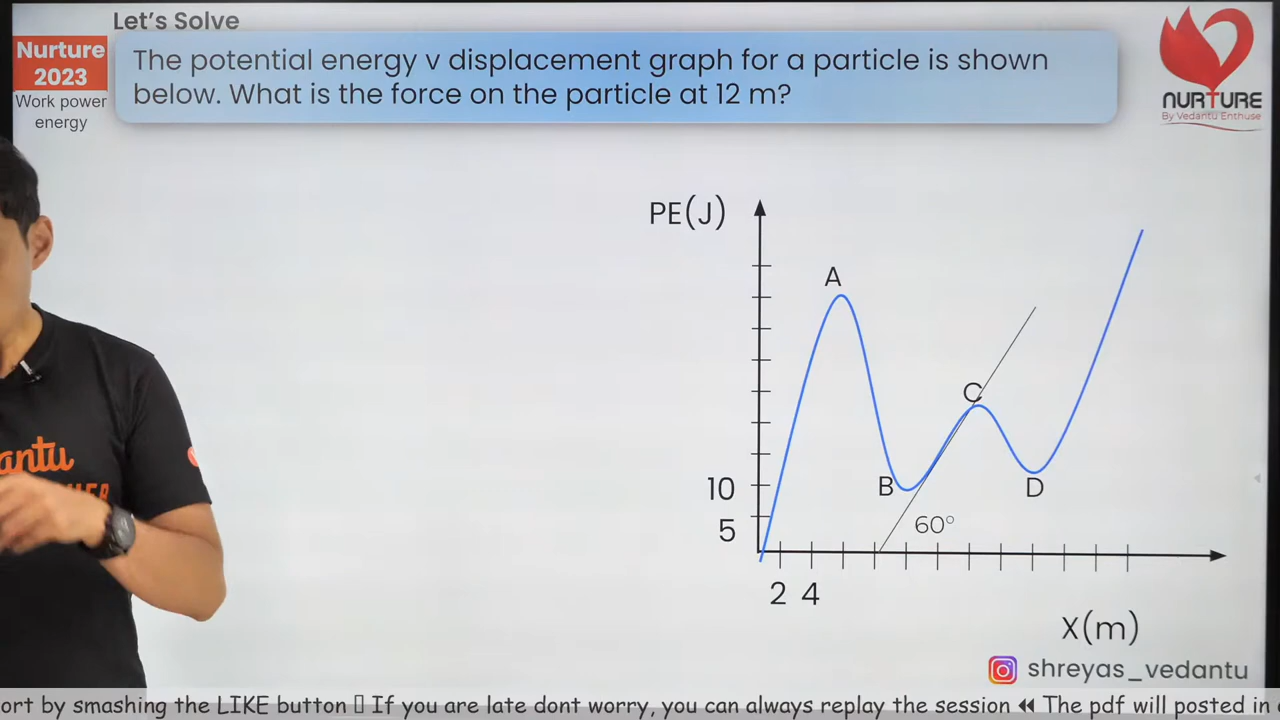 Let's Solve
Nurture
2023
Work power
energy
The potential energy v displacement graph for a particle is shown
below. What is the force on the particle at 12 m?
NURTURE
By Vedantu Enthuse
PE(J)
A
C
B
D
10
5
60°
2 4
X(m)
antu
shreyas_vedantu
ort by smashing the LIKE button If you are late dont worry, you can always replay the session The pdf will posted in